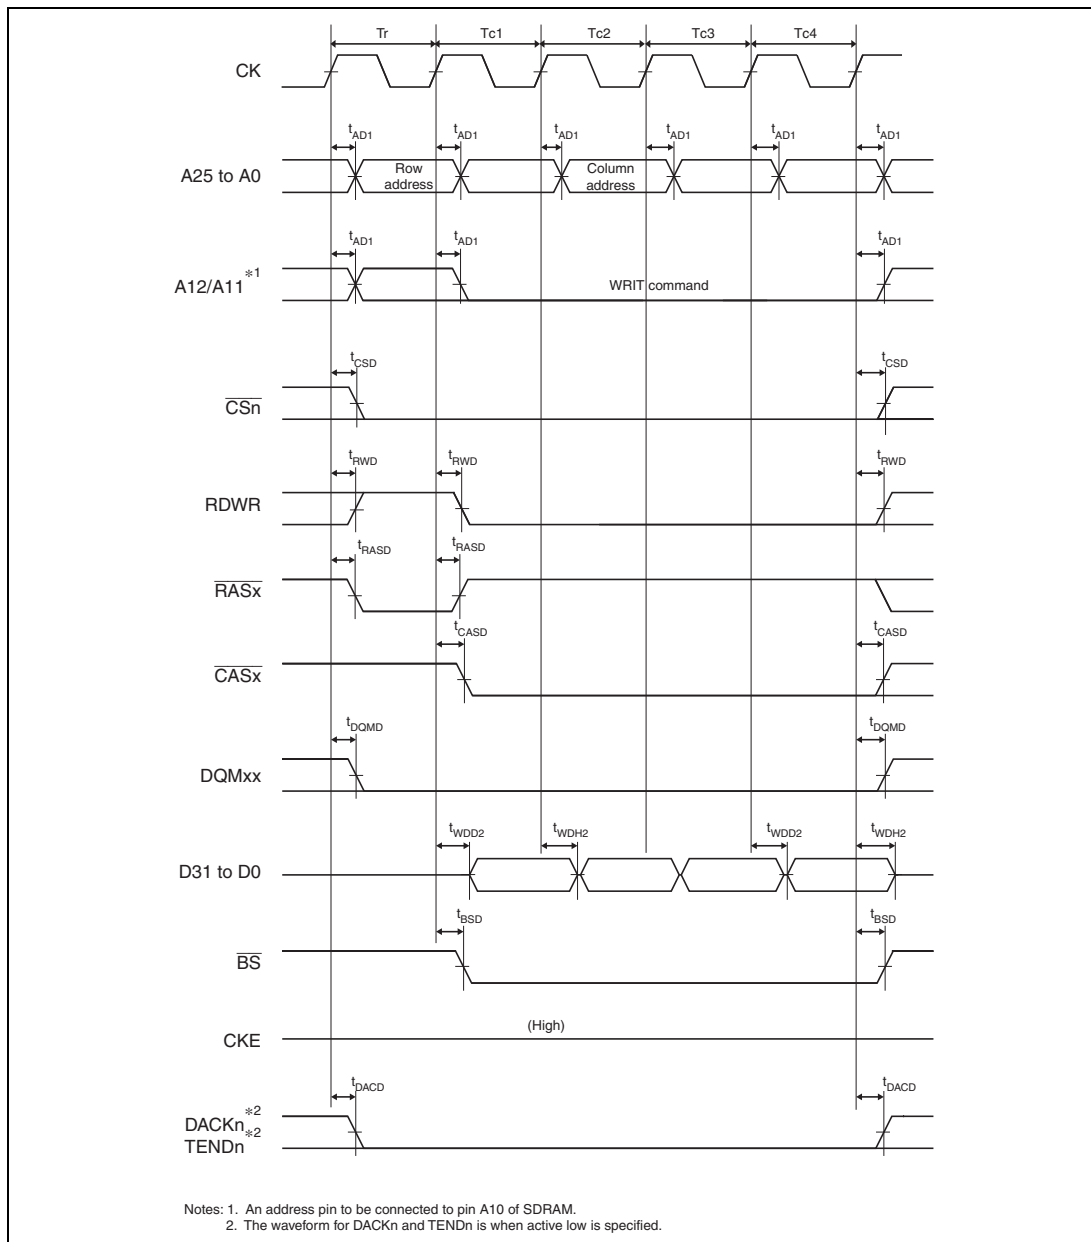 Tr Tc1 Tc2 Tc3 Tc4
CK
tAD1 tAD1 tAD1 tAD1 tAD1 tAD1
A25 to A0
Row address
Column address
tAD1 tAD1 tAD1
A12/A11*1
WRIT command
tCSD tCSD
CSn
tRWD tRWD tRWD
RDWR
tRASD tRASD
RASx
tCASD tCASD
CASx
tDQMD tDQMD
DQMxx
tWDD2 tWDH2 tWDD2 tWDH2
D31 to D0
tBSD tBSD
BS
(High)
CKE
tDACD tDACD
DACKn*2
TENDn*2
Notes: 1. An address pin to be connected to pin A10 of SDRAM.
2. The waveform for DACKn and TENDn is when active low is specified.